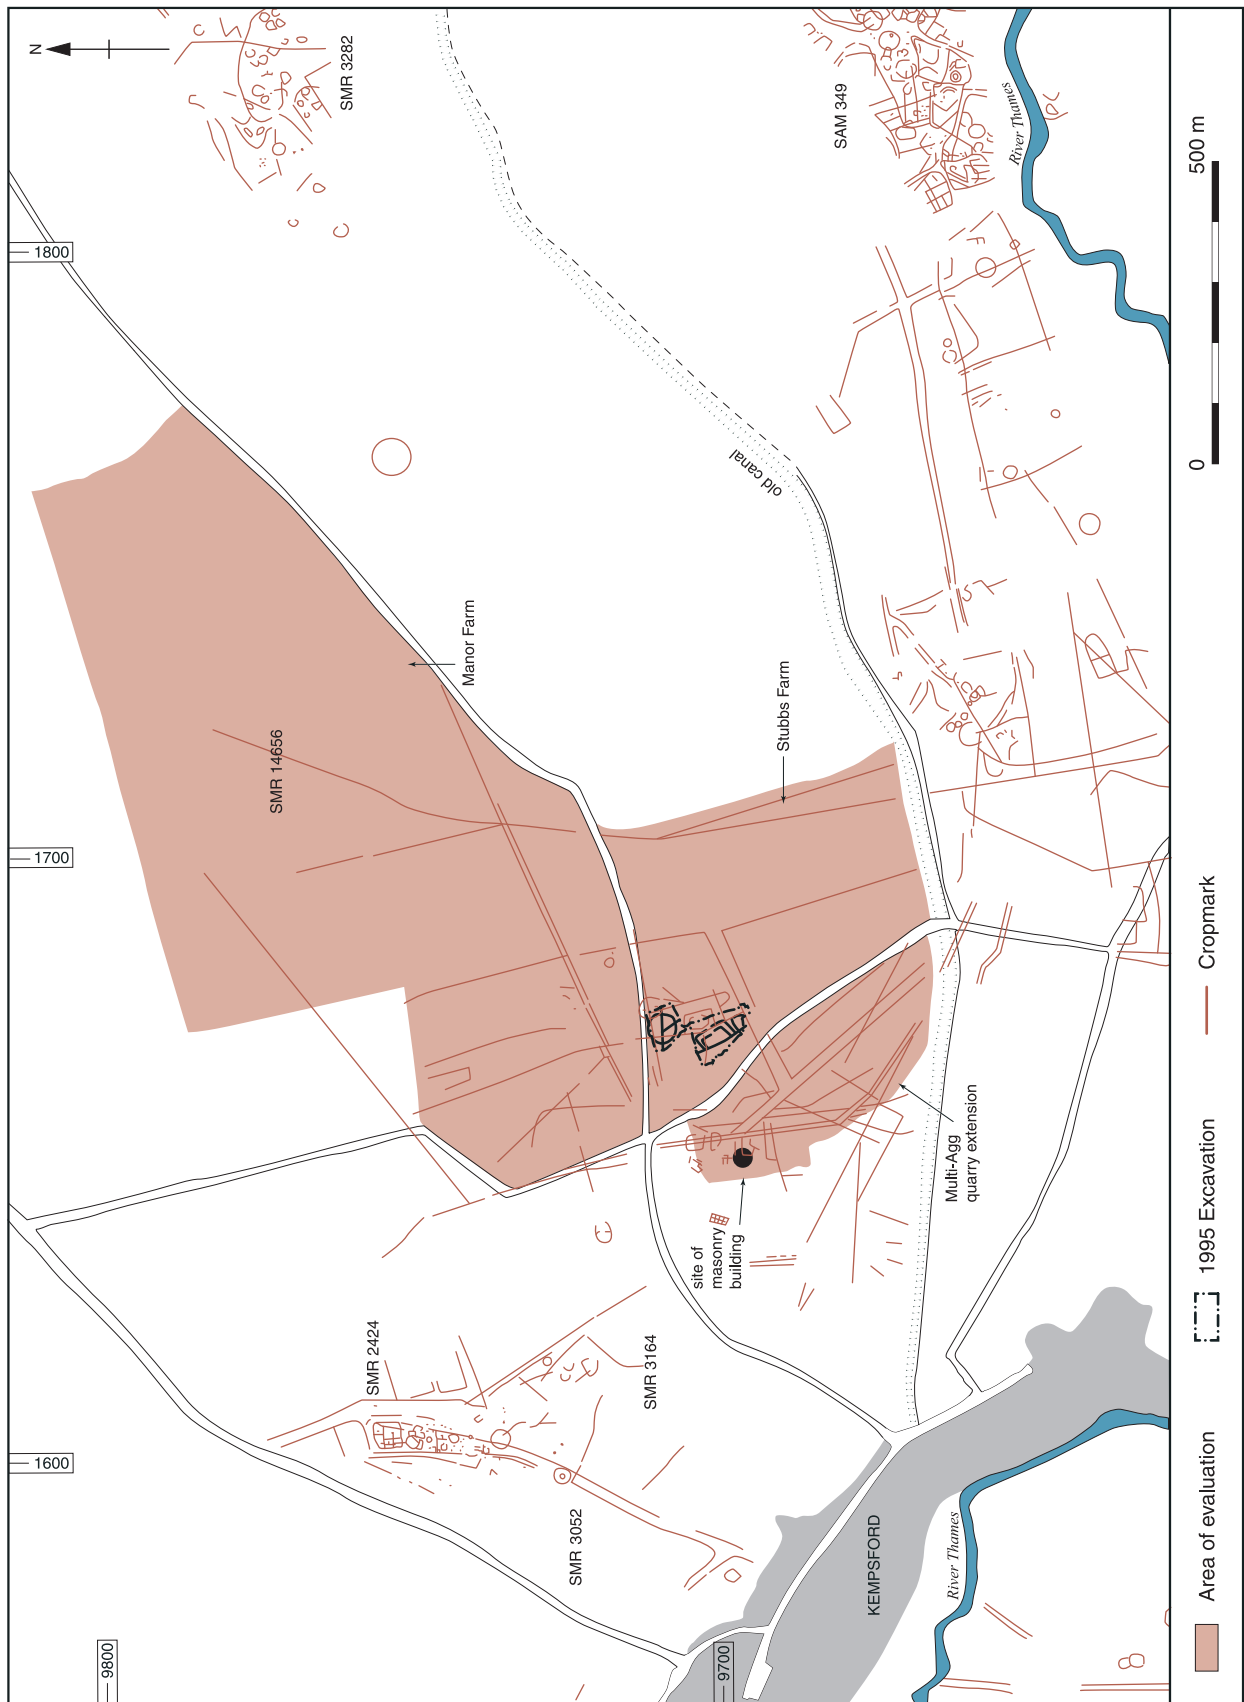 N
SMR 3282
SAM 349
River Thames
1800
old canal
Manor Farm
Stubbs Farm
SMR 14656
1700
Multi-Agg
quarry extension
site of
masonry
building
SMR 2424
SMR 3164
SMR 3052
1600
KEMPSFORD
River Thames
9800
9700
Area of evaluation
1995 Excavation
Cropmark
0
500 m